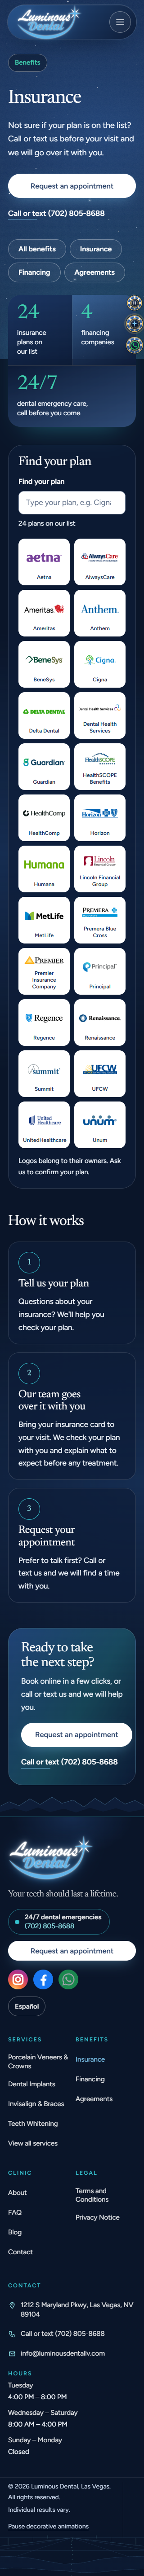 Luminous
Dental
Benefits
Insurance
Not sure if your plan is on the list?
Call or text us before your visit and
we will go over it with you.
Request an appointment
Call or text (702) 805-8688
All benefits
Insurance
Financing
Agreements
24
insurance
plans on
our list
4
financing
companies
24/7
dental emergency care,
call before you come
Find your plan
Find your plan
Type your plan, e.g. Cigna
24 plans on our list
aetna
Aetna
AlwaysCare
AlwaysCare
Ameritas
Ameritas
Anthem
Anthem
BeneSys
BeneSys
Cigna
Cigna
DELTA DENTAL
Delta Dental
Dental Health Services
Dental Health
Services
Guardian
Guardian
HealthSCOPE
BENEFITS
HealthSCOPE
Benefits
HealthComp
HealthComp
Horizon
Horizon
Humana
Humana
Lincoln
Financial
Lincoln Financial
Group
MetLife
MetLife
PREMERA
Premera Blue
Cross
PREMIER
Premier
Insurance
Company
Principal
Principal
Regence
Regence
Renaissance
Renaissance
summit
Summit
UFCW
UFCW
United
Healthcare
UnitedHealthcare
unum
Unum
Logos belong to their owners. Ask
us to confirm your plan.
How it works
1
Tell us your plan
Questions about your
insurance? We'll help you
check your plan.
2
Our team goes
over it with you
Bring your insurance card to
your visit. We check your plan
with you and explain what to
expect before any treatment.
3
Request your
appointment
Prefer to talk first? Call or
text us and we will find a time
with you.
Ready to take
the next step?
Book online in a few clicks, or
call or text us and we will help
you.
Request an appointment
Call or text (702) 805-8688
Luminous
Dental
Your teeth should last a lifetime.
24/7 dental emergencies
(702) 805-8688
Request an appointment
Español
SERVICES
Porcelain Veneers &
Crowns
Dental Implants
Invisalign & Braces
Teeth Whitening
View all services
BENEFITS
Insurance
Financing
Agreements
CLINIC
About
FAQ
Blog
Contact
LEGAL
Terms and
Conditions
Privacy Notice
CONTACT
1212 S Maryland Pkwy, Las Vegas, NV
89104
Call or text (702) 805-8688
info@luminousdentallv.com
HOURS
Tuesday
4:00 PM – 8:00 PM
Wednesday – Saturday
8:00 AM – 4:00 PM
Sunday – Monday
Closed
© 2026 Luminous Dental, Las Vegas.
All rights reserved.
Individual results vary.
Pause decorative animations